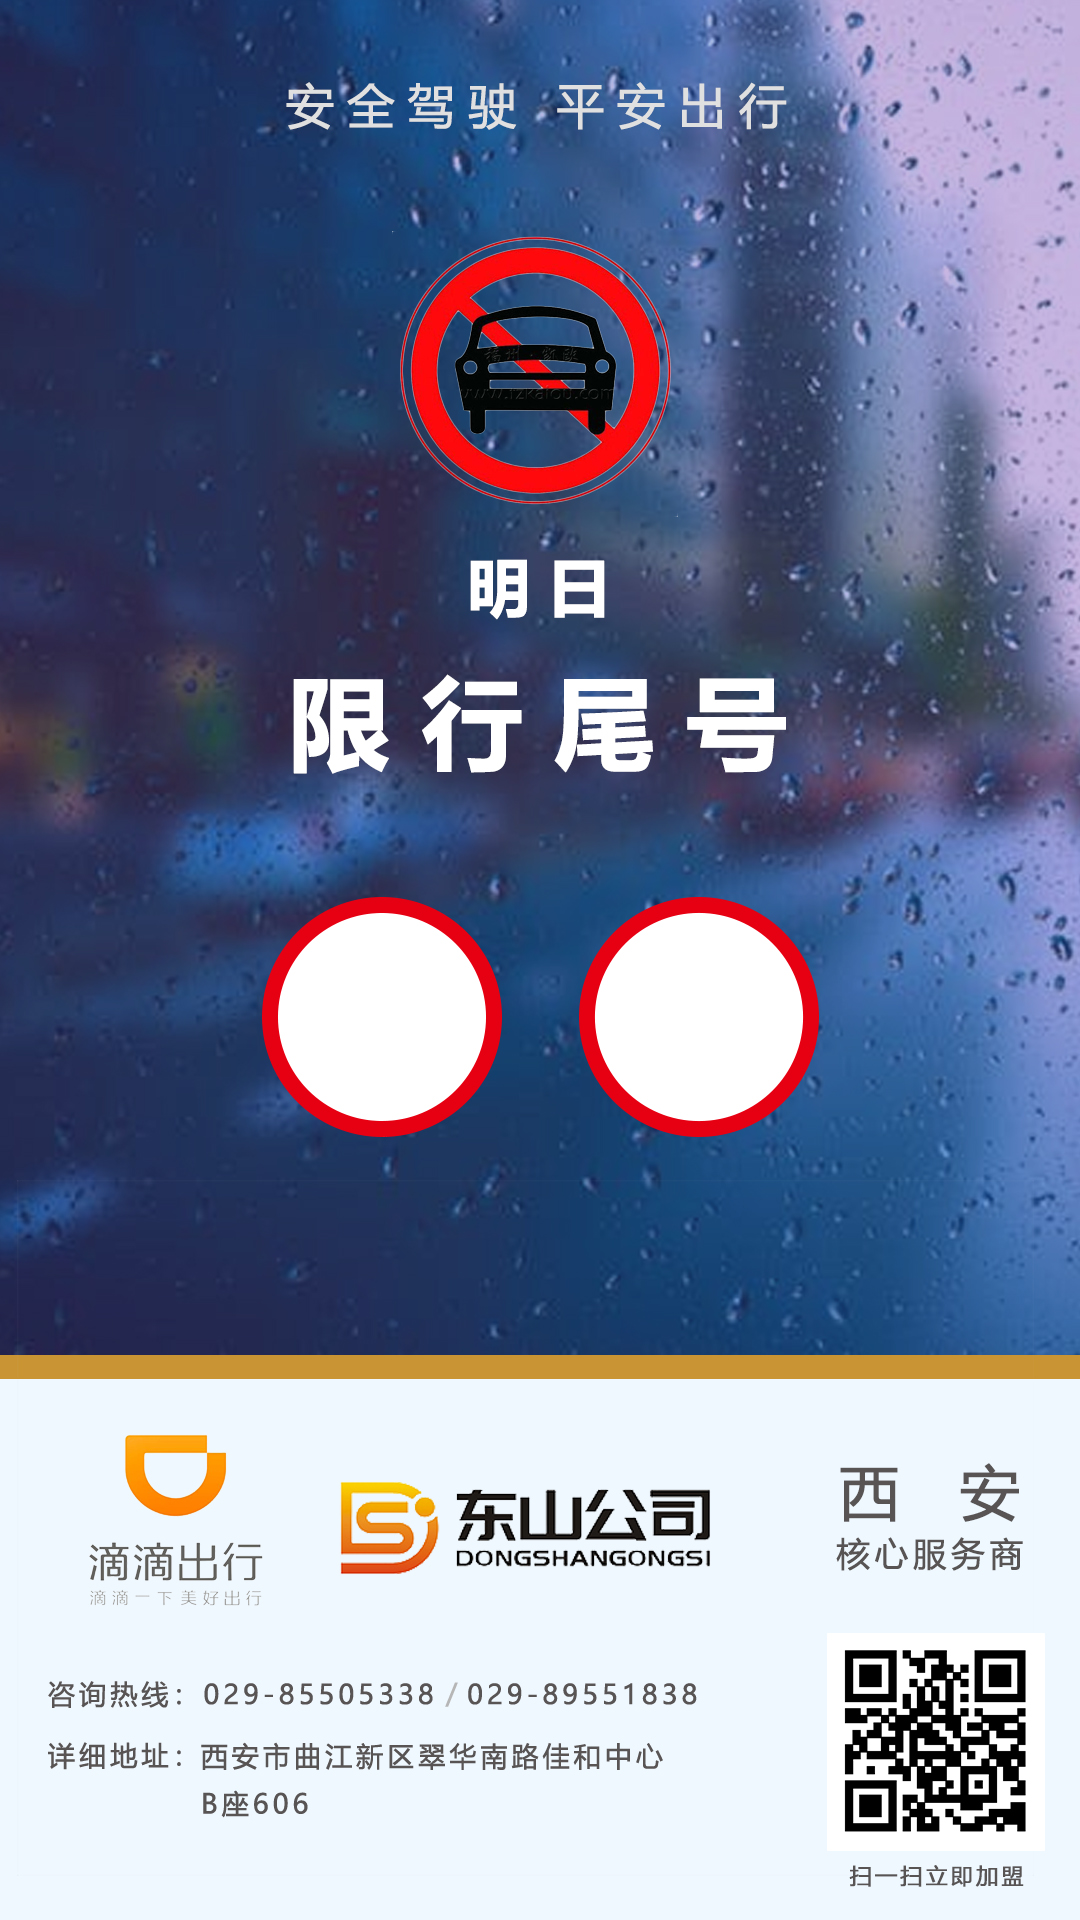 安全驾驶 平安出行
明日
限行尾号
滴滴出行
滴滴一下 美好出行
东山公司
DONGSHANGONGSI
西 安
核心服务商
咨询热线：029-85505338 / 029-89551838
详细地址：西安市曲江新区翠华南路佳和中心
B座606
扫一扫立即加盟